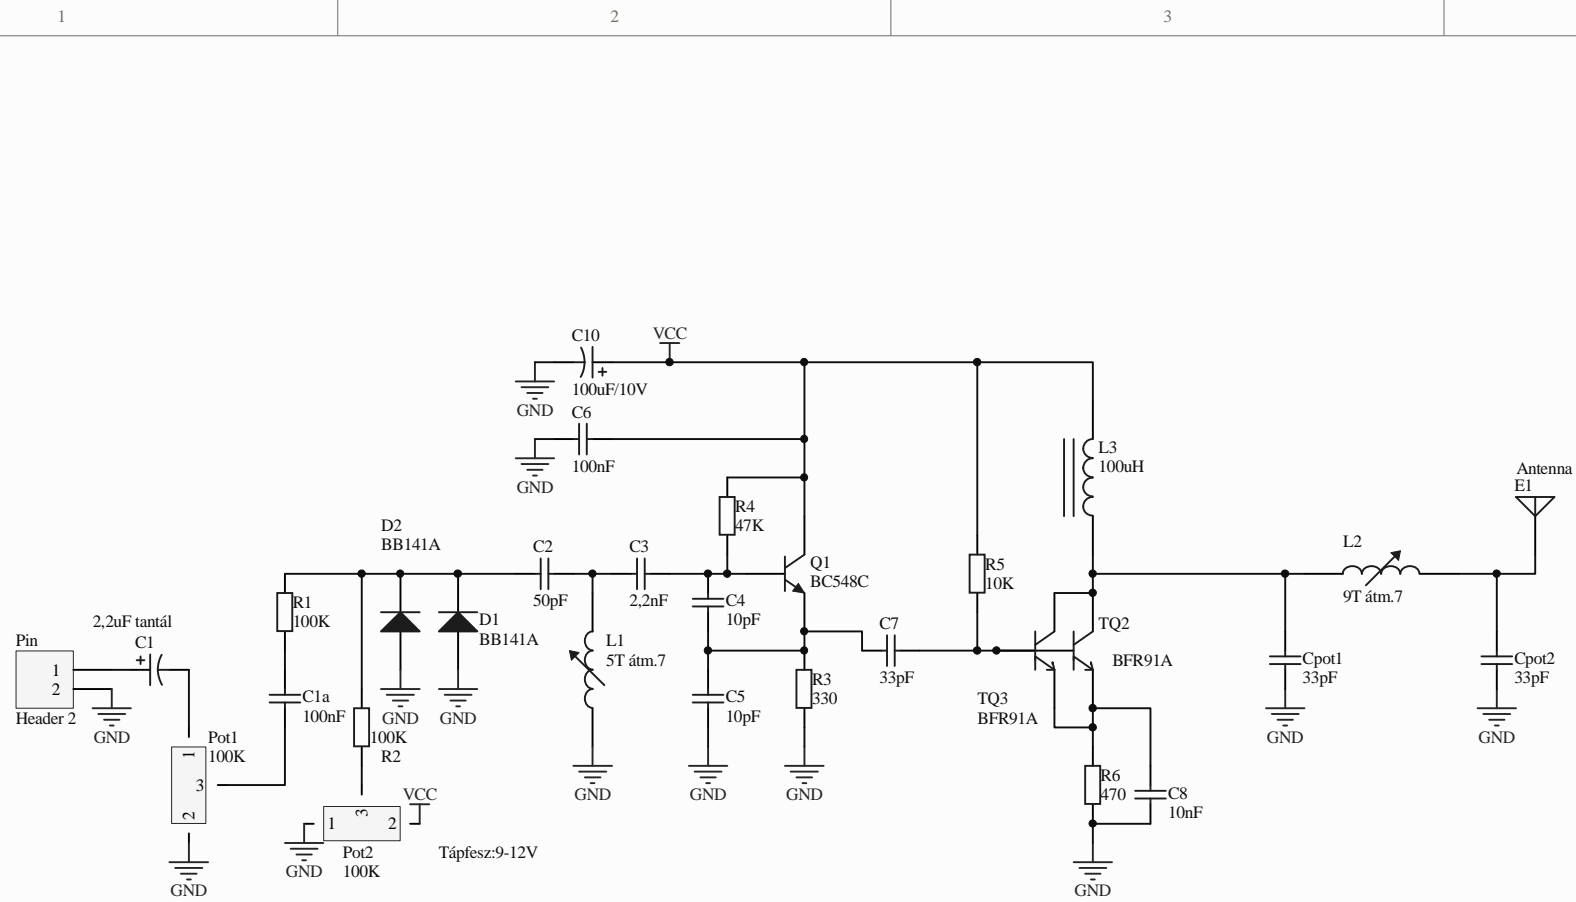 1
2
3
C10
VCC
100uF/10V
GND
C6
100nF
GND
L3
100uH
Antenna
E1
R4
47K
D2
BB141A
C2
C3
L2
Q1
BC548C
R5
10K
50pF
2,2nF
9T átm.7
R1
100K
C4
10pF
D1
BB141A
2,2uF tantál
C1
+
L1
5T átm.7
C7
TQ2
Pin
1
2
Header 2
33pF
BFR91A
Cpot1
33pF
Cpot2
33pF
R3
330
C1a
100nF
C5
10pF
TQ3
BFR91A
GND
GND
GND
GND
GND
Pot1
100K
1
3
2
100K
R2
R6
470
C8
10nF
GND
GND
GND
VCC
1
3
2
GND
Pot2
100K
Tápfesz:9-12V
GND
GND